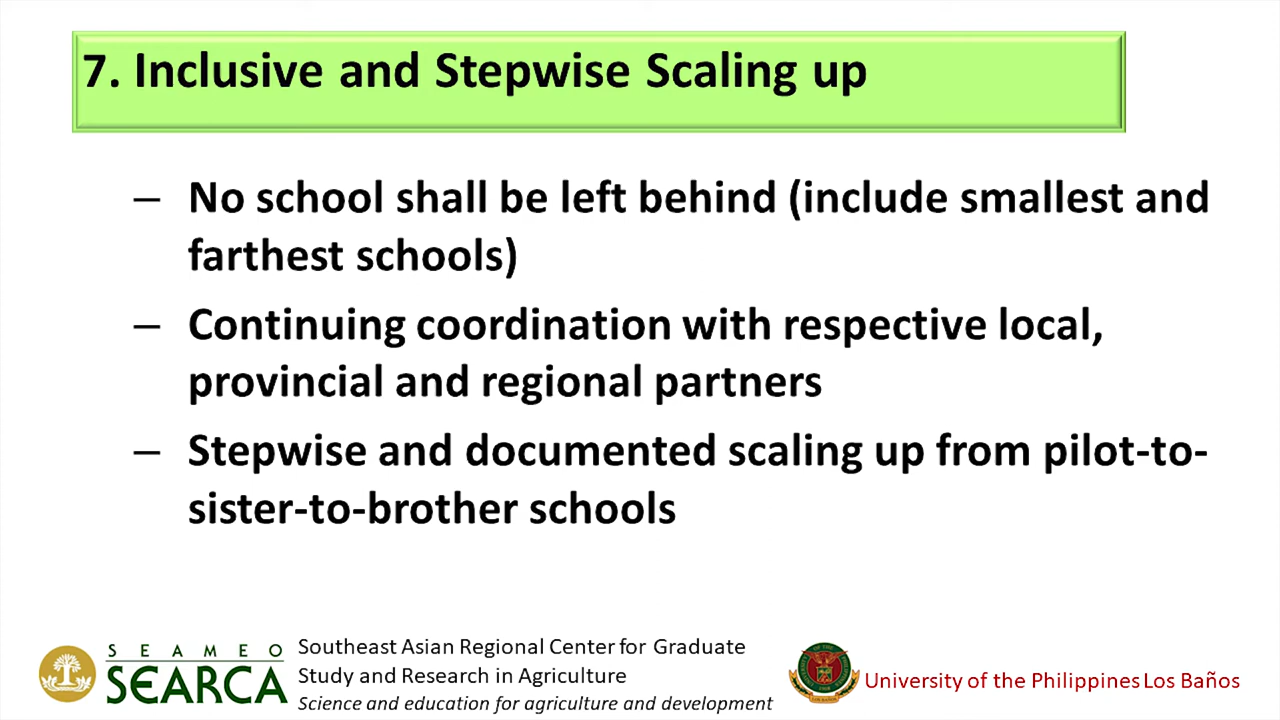 7. Inclusive and Stepwise Scaling up
– No school shall be left behind (include smallest and
farthest schools)
– Continuing coordination with respective local,
provincial and regional partners
– Stepwise and documented scaling up from pilot-to-
sister-to-brother schools
SEAMEO
SEARCA
Southeast Asian Regional Center for Graduate
Study and Research in Agriculture
Science and education for agriculture and development
University of the Philippines Los Baños